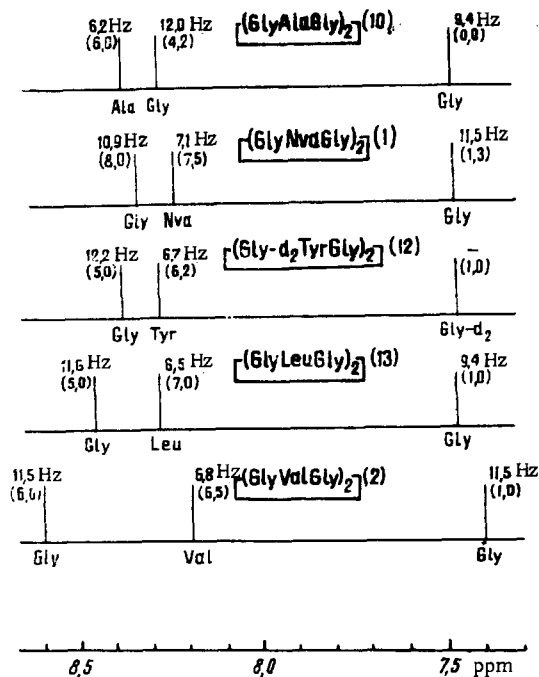 6,2 Hz 12,0 Hz (GlyAlaGly)₂ (10) 9,4 Hz
(6,0) (4,2) (0,8)
Ala Gly Gly
10,9 Hz 7,1 Hz (GlyNvaGly)₂ (1) 11,5 Hz
(8,0) (7,5) (1,3)
Gly Nva Gly
12,2 Hz 6,7 Hz (Gly-d₂TyrGly)₂ (12) –
(5,0) (6,2) (1,0)
Gly Tyr Gly-d₂
11,6 Hz 6,5 Hz (GlyLeuGly)₂ (13) 9,4 Hz
(5,0) (7,0) (1,0)
Gly Leu Gly
11,5 Hz 6,8 Hz (GlyValGly)₂ (2) 11,5 Hz
(6,0) (6,5) (1,0)
Gly Val Gly
8,5 8,0 7,5 ppm